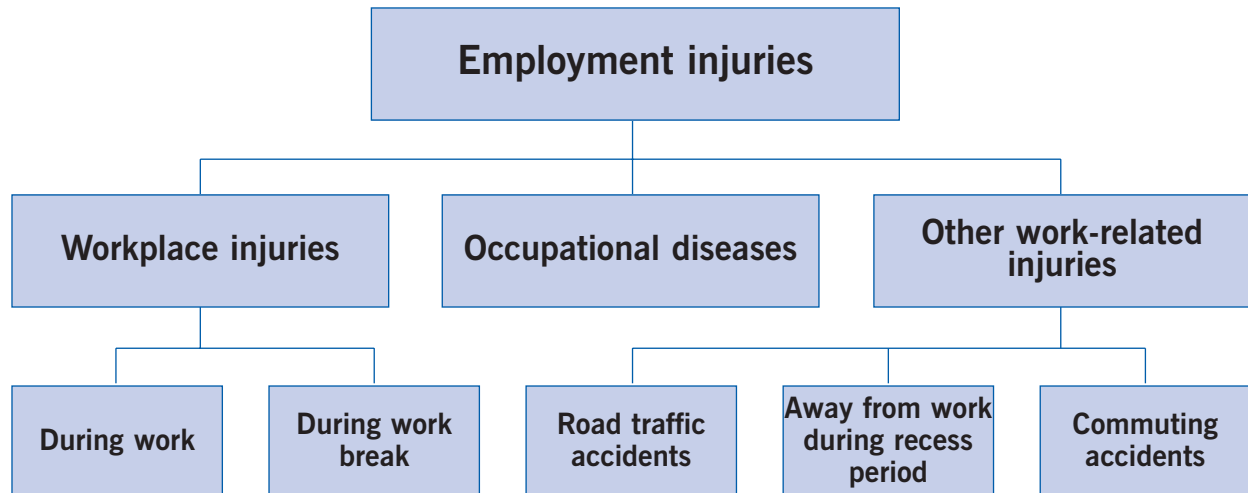 Employment injuries
Workplace injuries
Occupational diseases
Other work-related
injuries
During work
During work
break
Road traffic
accidents
Away from work
during recess
period
Commuting
accidents